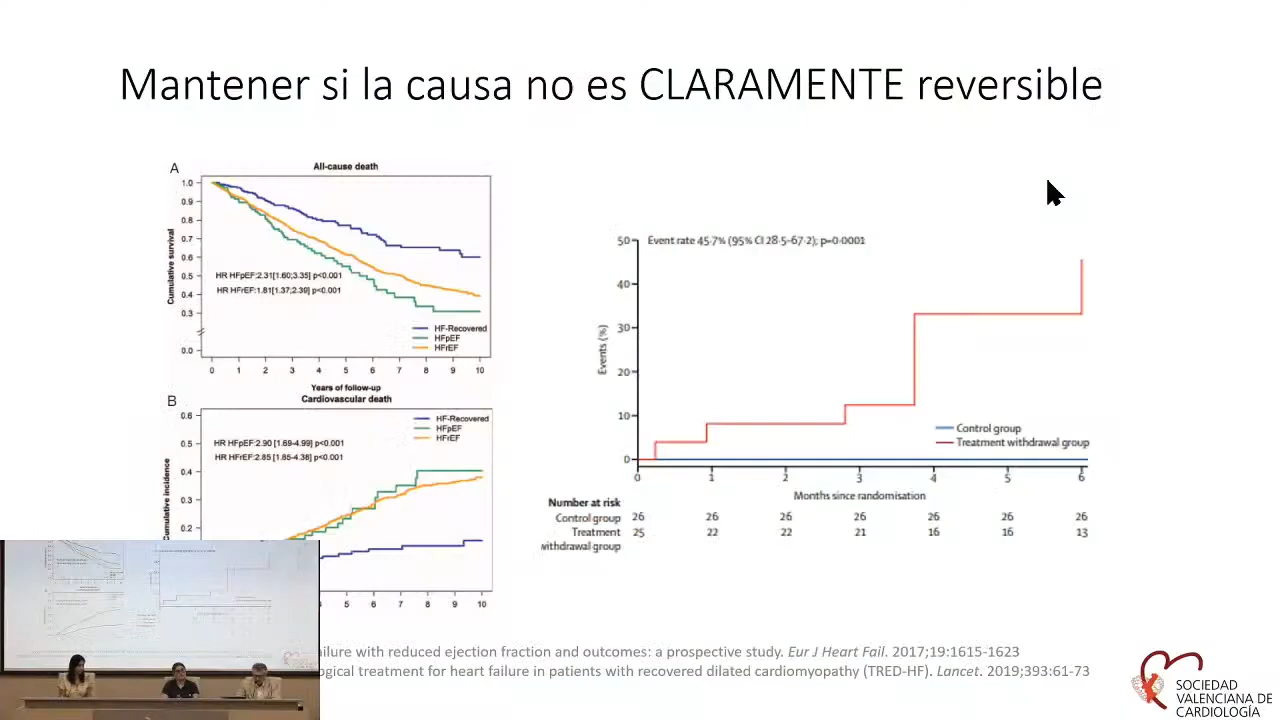 Mantener si la causa no es CLARAMENTE reversible
A
All-cause death
Cumulative survival
1.0
0.9
0.8
0.7
0.6
0.5
0.4
0.3
0.0
HR HFpEF:2.31[1.60;3.35] p<0.001
HR HFrEF:1.81[1.37;2.39] p<0.001
HF-Recovered
HFpEF
HFrEF
0 1 2 3 4 5 6 7 8 9 10
Years of follow-up
B
Cardiovascular death
Cumulative incidence
0.6
0.5
0.4
0.3
0.2
HR HFpEF:2.90 [1.69-4.99] p<0.001
HR HFrEF:2.85 [1.85-4.38] p<0.001
HF-Recovered
HFpEF
HFrEF
4 5 6 7 8 9 10
Event rate 45·7% (95% CI 28·5–67·2); p=0·0001
Events (%)
50
40
30
20
10
0
Control group
Treatment withdrawal group
0 1 2 3 4 5 6
Months since randomisation
Number at risk
Control group 26 26 26 26 26 26 26
Treatment 25 22 22 21 16 16 13
withdrawal group
ilure with reduced ejection fraction and outcomes: a prospective study. Eur J Heart Fail. 2017;19:1615-1623
ogical treatment for heart failure in patients with recovered dilated cardiomyopathy (TRED-HF). Lancet. 2019;393:61-73
SOCIEDAD
VALENCIANA DE
CARDIOLOGÍA